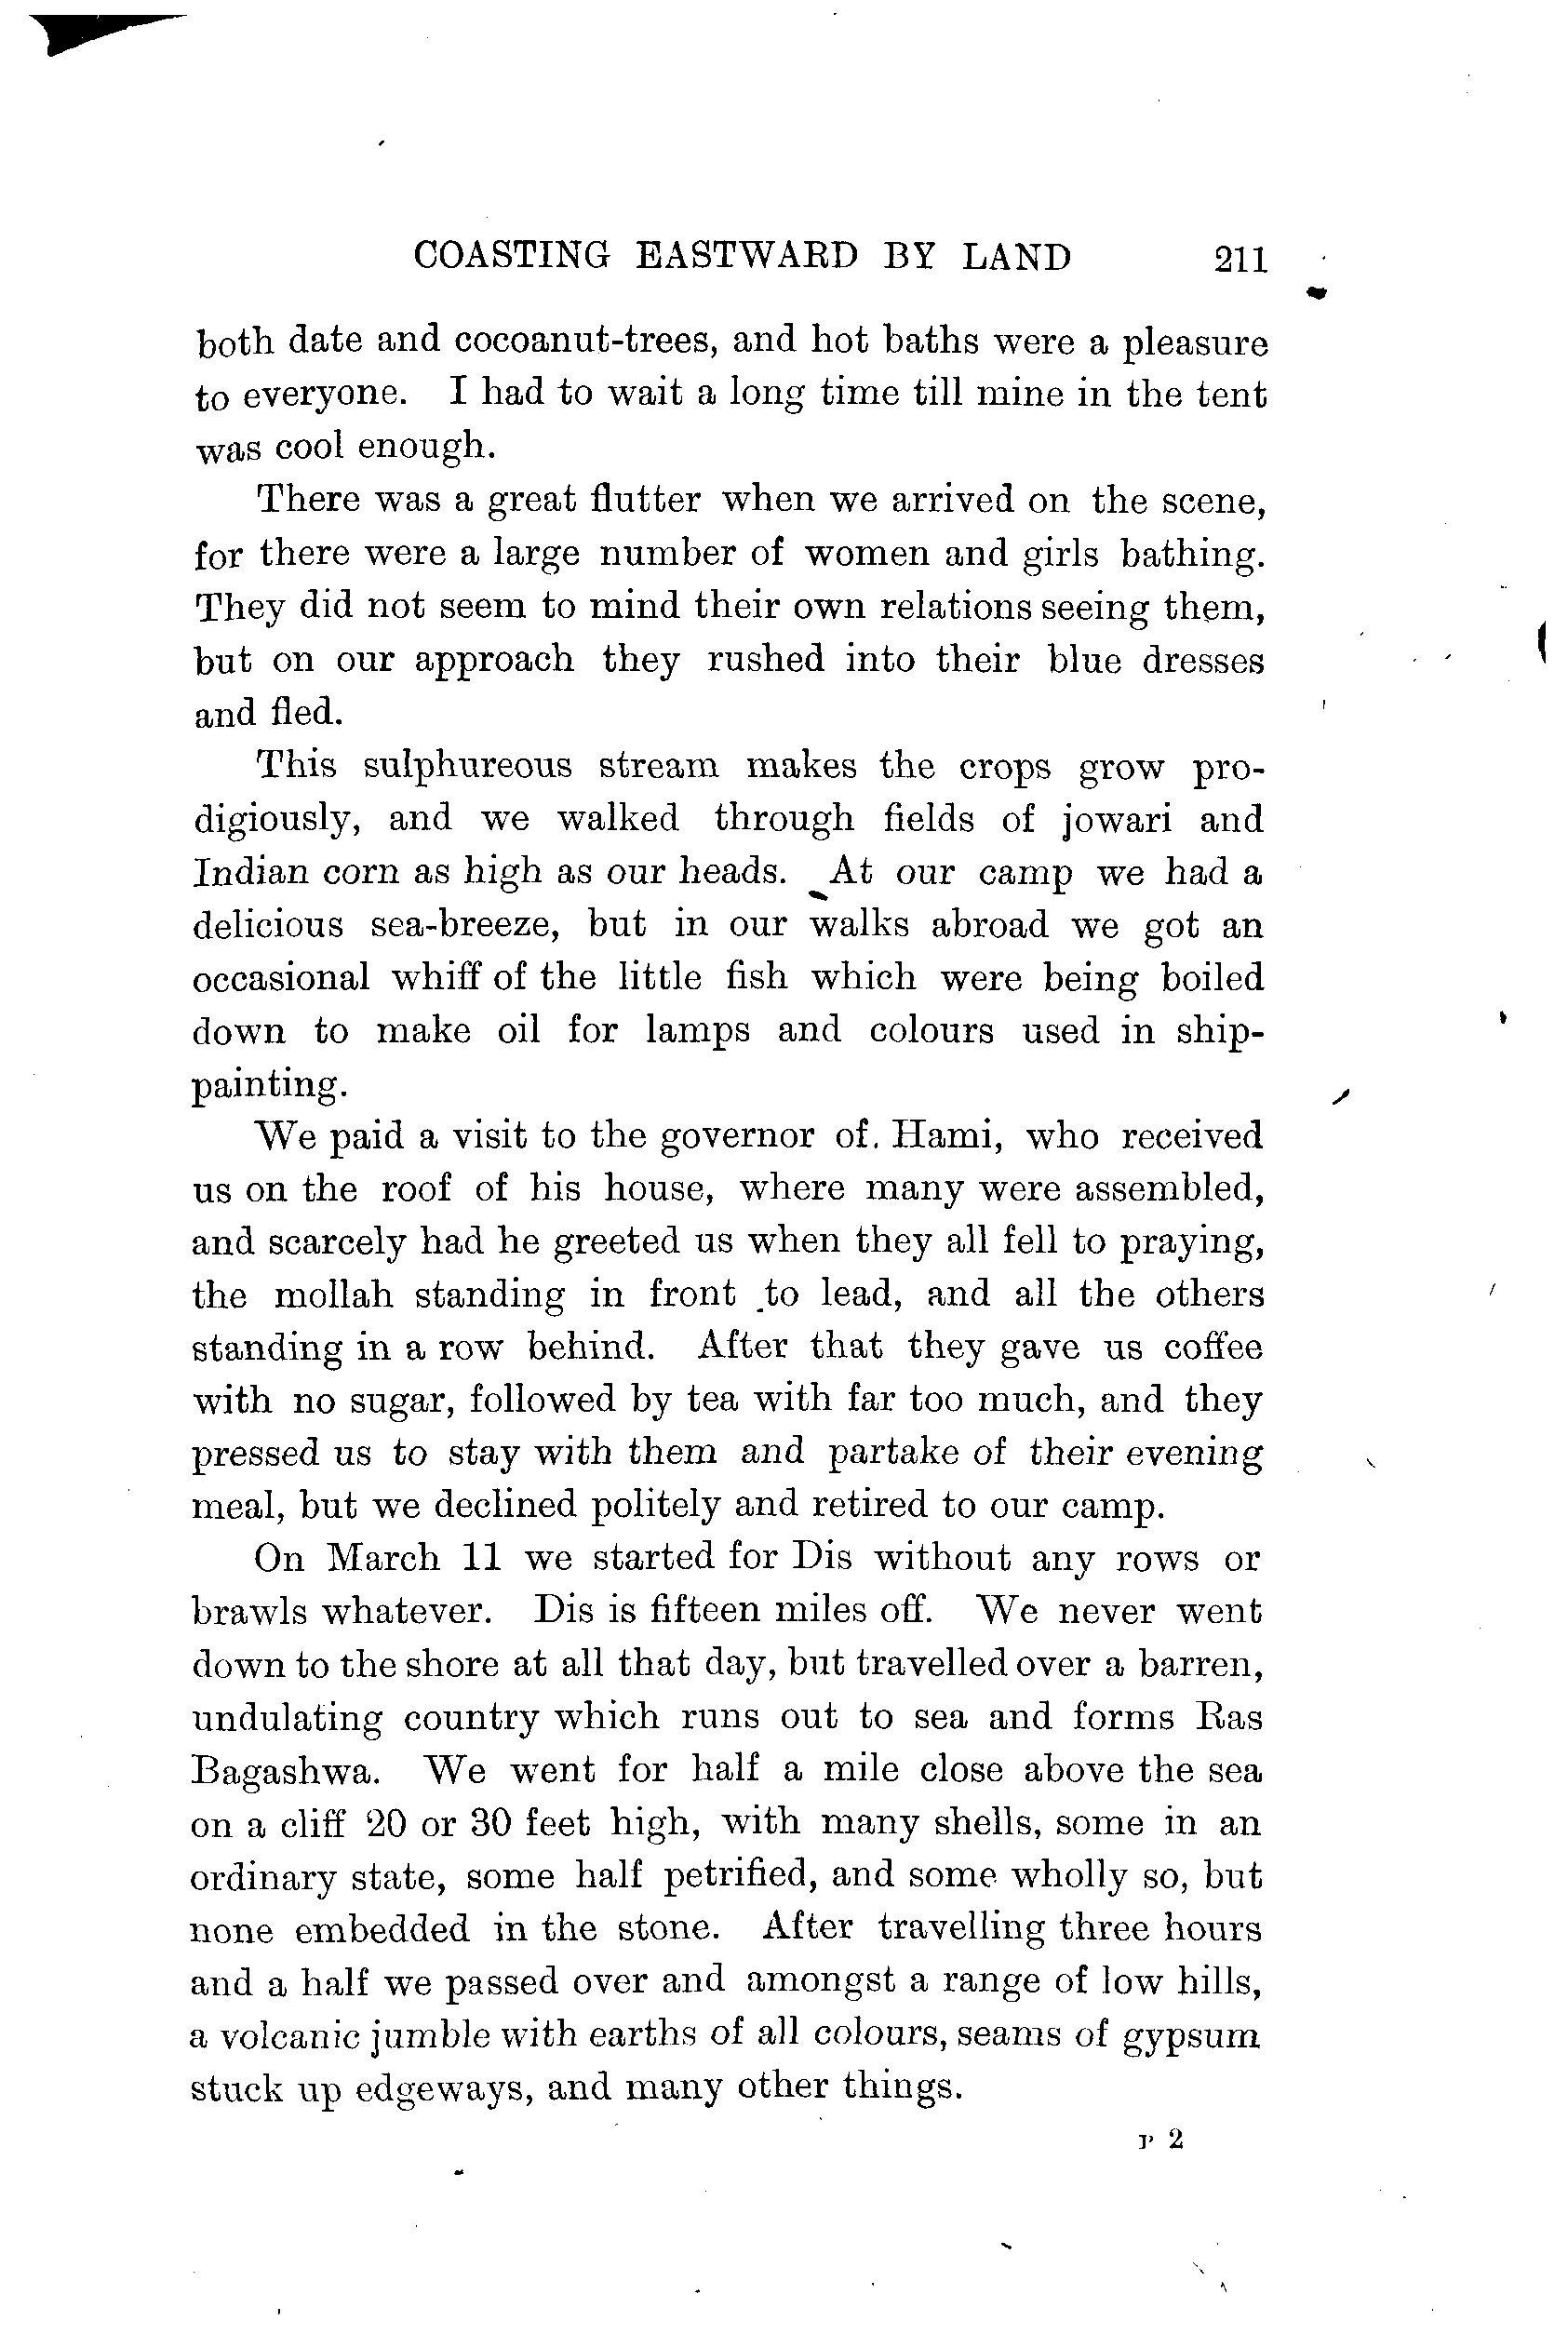 COASTING EASTWARD BY LAND 211
both date and cocoanut-trees, and hot baths were a pleasure
to everyone. I had to wait a long time till mine in the tent
was cool enough.
There was a great flutter when we arrived on the scene,
for there were a large number of women and girls bathing.
They did not seem to mind their own relations seeing them,
but on our approach they rushed into their blue dresses
and fled.
This sulphureous stream makes the crops grow pro-
digiously, and we walked through fields of jowari and
Indian corn as high as our heads. At our camp we had a
delicious sea-breeze, but in our walks abroad we got an
occasional whiff of the little fish which were being boiled
down to make oil for lamps and colours used in ship-
painting.
We paid a visit to the governor of. Hami, who received
us on the roof of his house, where many were assembled,
and scarcely had he greeted us when they all fell to praying,
the mollah standing in front to lead, and all the others
standing in a row behind. After that they gave us coffee
with no sugar, followed by tea with far too much, and they
pressed us to stay with them and partake of their evening
meal, but we declined politely and retired to our camp.
On March 11 we started for Dis without any rows or
brawls whatever. Dis is fifteen miles off. We never went
down to the shore at all that day, but travelled over a barren,
undulating country which runs out to sea and forms Ras
Bagashwa. We went for half a mile close above the sea
on a cliff 20 or 30 feet high, with many shells, some in an
ordinary state, some half petrified, and some wholly so, but
none embedded in the stone. After travelling three hours
and a half we passed over and amongst a range of low hills,
a volcanic jumble with earths of all colours, seams of gypsum
stuck up edgeways, and many other things.
P 2